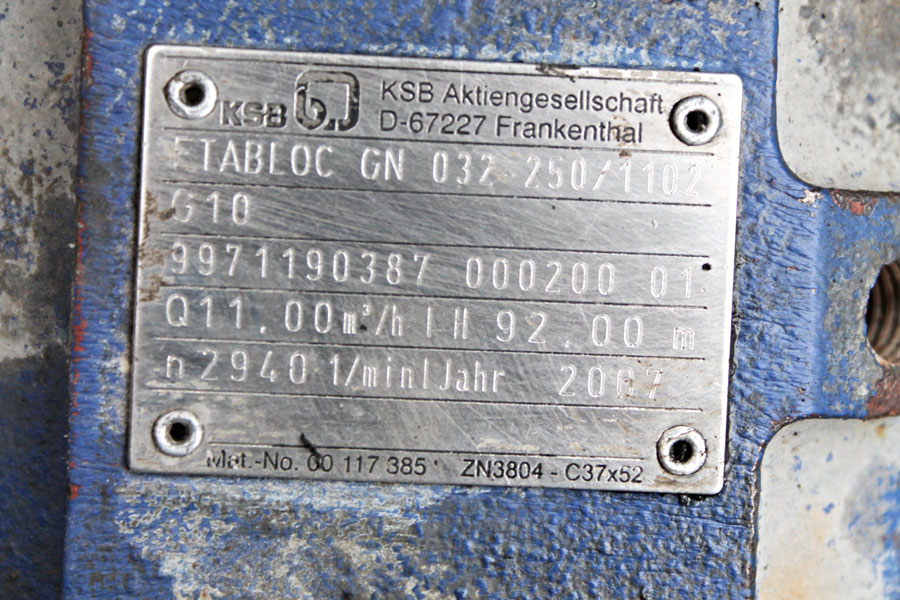 KSB KSB Aktiengesellschaft
D-67227 Frankenthal
ETABLOC GN 032 250/1102
G10
9971190387 000200 01
Q11.00m³/h | H 92.00 m
n 2940 1/min | Jahr 2007
Mat.-No. 00 117 385 ZN3804 - C37x52